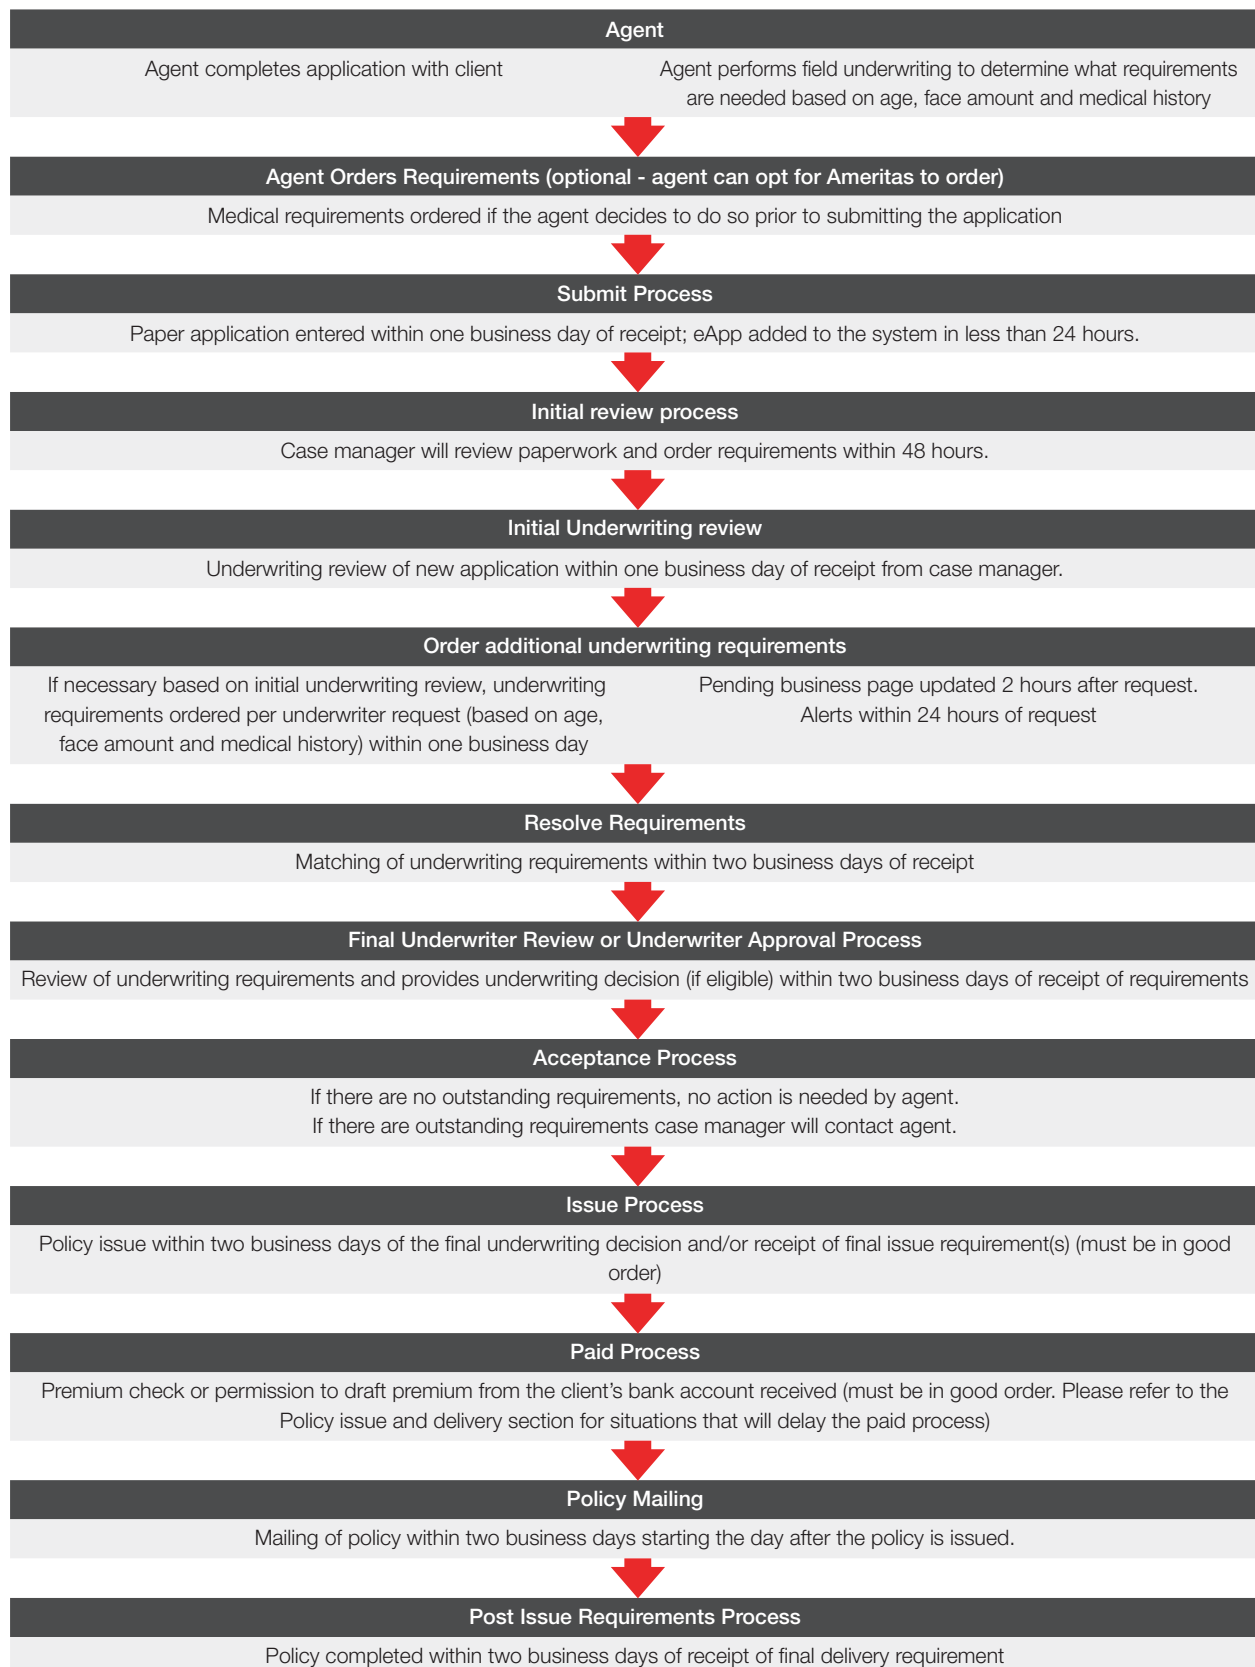 Agent
Agent completes application with client
Agent performs field underwriting to determine what requirements
are needed based on age, face amount and medical history
Agent Orders Requirements (optional - agent can opt for Ameritas to order)
Medical requirements ordered if the agent decides to do so prior to submitting the application
Submit Process
Paper application entered within one business day of receipt; eApp added to the system in less than 24 hours.
Initial review process
Case manager will review paperwork and order requirements within 48 hours.
Initial Underwriting review
Underwriting review of new application within one business day of receipt from case manager.
Order additional underwriting requirements
If necessary based on initial underwriting review, underwriting
requirements ordered per underwriter request (based on age,
face amount and medical history) within one business day
Pending business page updated 2 hours after request.
Alerts within 24 hours of request
Resolve Requirements
Matching of underwriting requirements within two business days of receipt
Final Underwriter Review or Underwriter Approval Process
Review of underwriting requirements and provides underwriting decision (if eligible) within two business days of receipt of requirements
Acceptance Process
If there are no outstanding requirements, no action is needed by agent.
If there are outstanding requirements case manager will contact agent.
Issue Process
Policy issue within two business days of the final underwriting decision and/or receipt of final issue requirement(s) (must be in good
order)
Paid Process
Premium check or permission to draft premium from the client’s bank account received (must be in good order. Please refer to the
Policy issue and delivery section for situations that will delay the paid process)
Policy Mailing
Mailing of policy within two business days starting the day after the policy is issued.
Post Issue Requirements Process
Policy completed within two business days of receipt of final delivery requirement